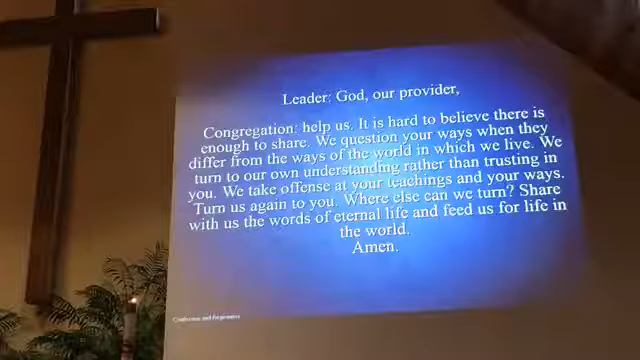 Leader: God, our provider,
Congregation: help us. It is hard to believe there is
enough to share. We question your ways when they
differ from the ways of the world in which we live. We
turn to our own understanding rather than trusting in
you. We take offense at your teachings and your ways.
Turn us again to you. Where else can we turn? Share
with us the words of eternal life and feed us for life in
the world.
Amen.
Confession and forgiveness